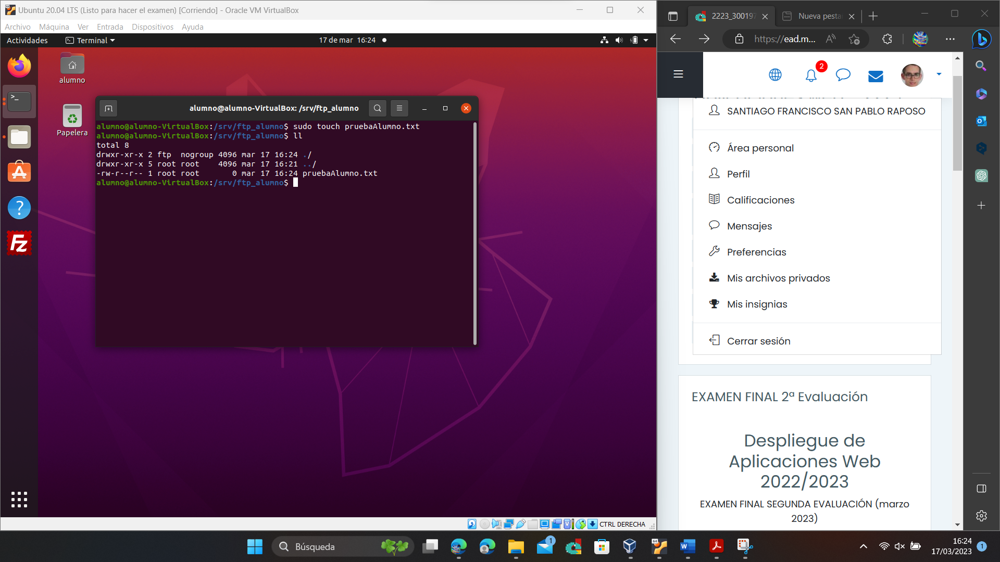 Ubuntu 20.04 LTS (Listo para hacer el examen) [Corriendo] - Oracle VM VirtualBox
Archivo Máquina Ver Entrada Dispositivos Ayuda
Actividades Terminal 17 de mar 16:24
alumno
Papelera
alumno@alumno-VirtualBox: /srv/ftp_alumno
alumno@alumno-VirtualBox:/srv/ftp_alumno$ sudo touch pruebaAlumno.txt
alumno@alumno-VirtualBox:/srv/ftp_alumno$ ll
total 8
drwxr-xr-x 2 ftp  nogroup 4096 mar 17 16:24 ./
drwxr-xr-x 5 root root    4096 mar 17 16:21 ../
-rw-r--r-- 1 root root       0 mar 17 16:24 pruebaAlumno.txt
alumno@alumno-VirtualBox:/srv/ftp_alumno$
CTRL DERECHA
2223_300197
Nueva pesta
https://ead.m...
2
SANTIAGO FRANCISCO SAN PABLO RAPOSO
Área personal
Perfil
Calificaciones
Mensajes
Preferencias
Mis archivos privados
Mis insignias
Cerrar sesión
EXAMEN FINAL 2ª Evaluación
Despliegue de
Aplicaciones Web
2022/2023
EXAMEN FINAL SEGUNDA EVALUACIÓN (marzo
2023)
Búsqueda
1
64
16:24
17/03/2023
1